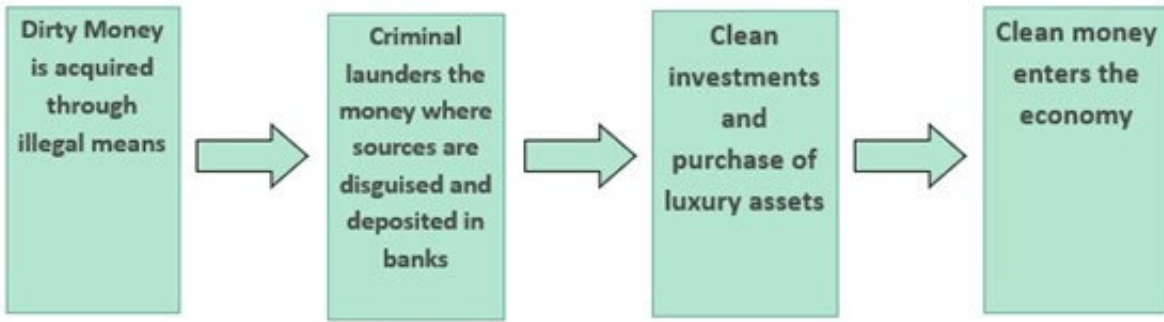 Dirty Money
is acquired
through
illegal means
Criminal
launders the
money where
sources are
disguised and
deposited in
banks
Clean
investments
and
purchase of
luxury assets
Clean money
enters the
economy